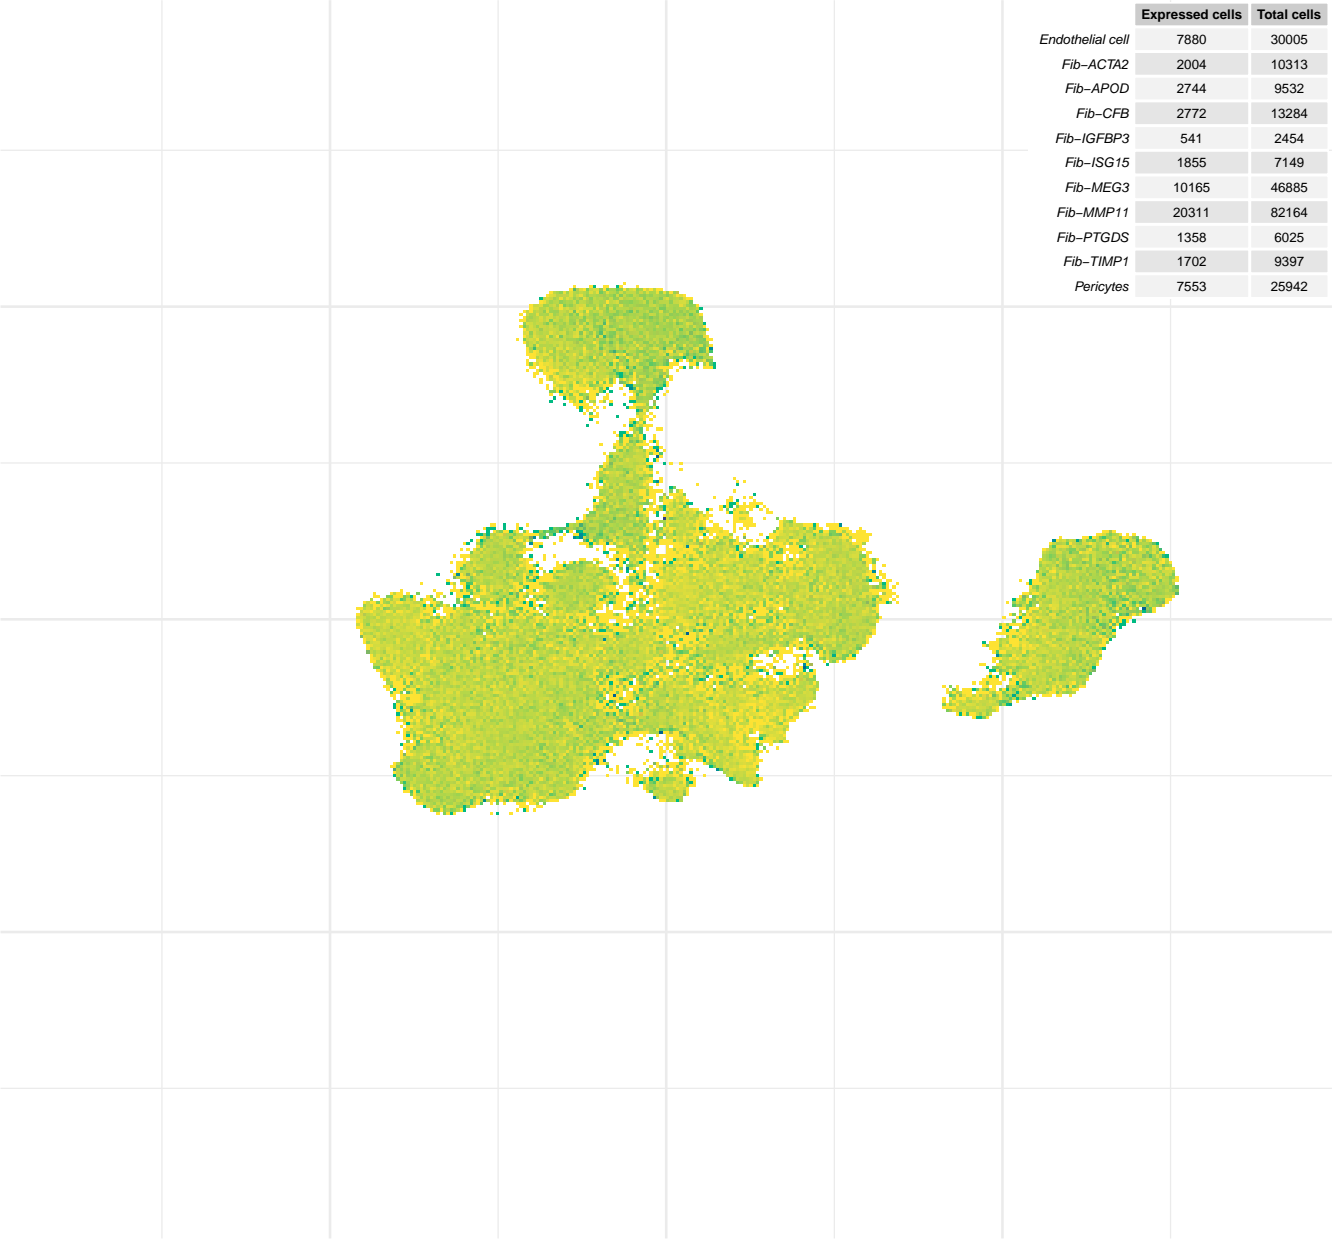 Expressed cells Total cells
Endothelial cell 7880 30005
Fib−ACTA2 2004 10313
Fib−APOD 2744 9532
Fib−CFB 2772 13284
Fib−IGFBP3 541 2454
Fib−ISG15 1855 7149
Fib−MEG3 10165 46885
Fib−MMP11 20311 82164
Fib−PTGDS 1358 6025
Fib−TIMP1 1702 9397
Pericytes 7553 25942